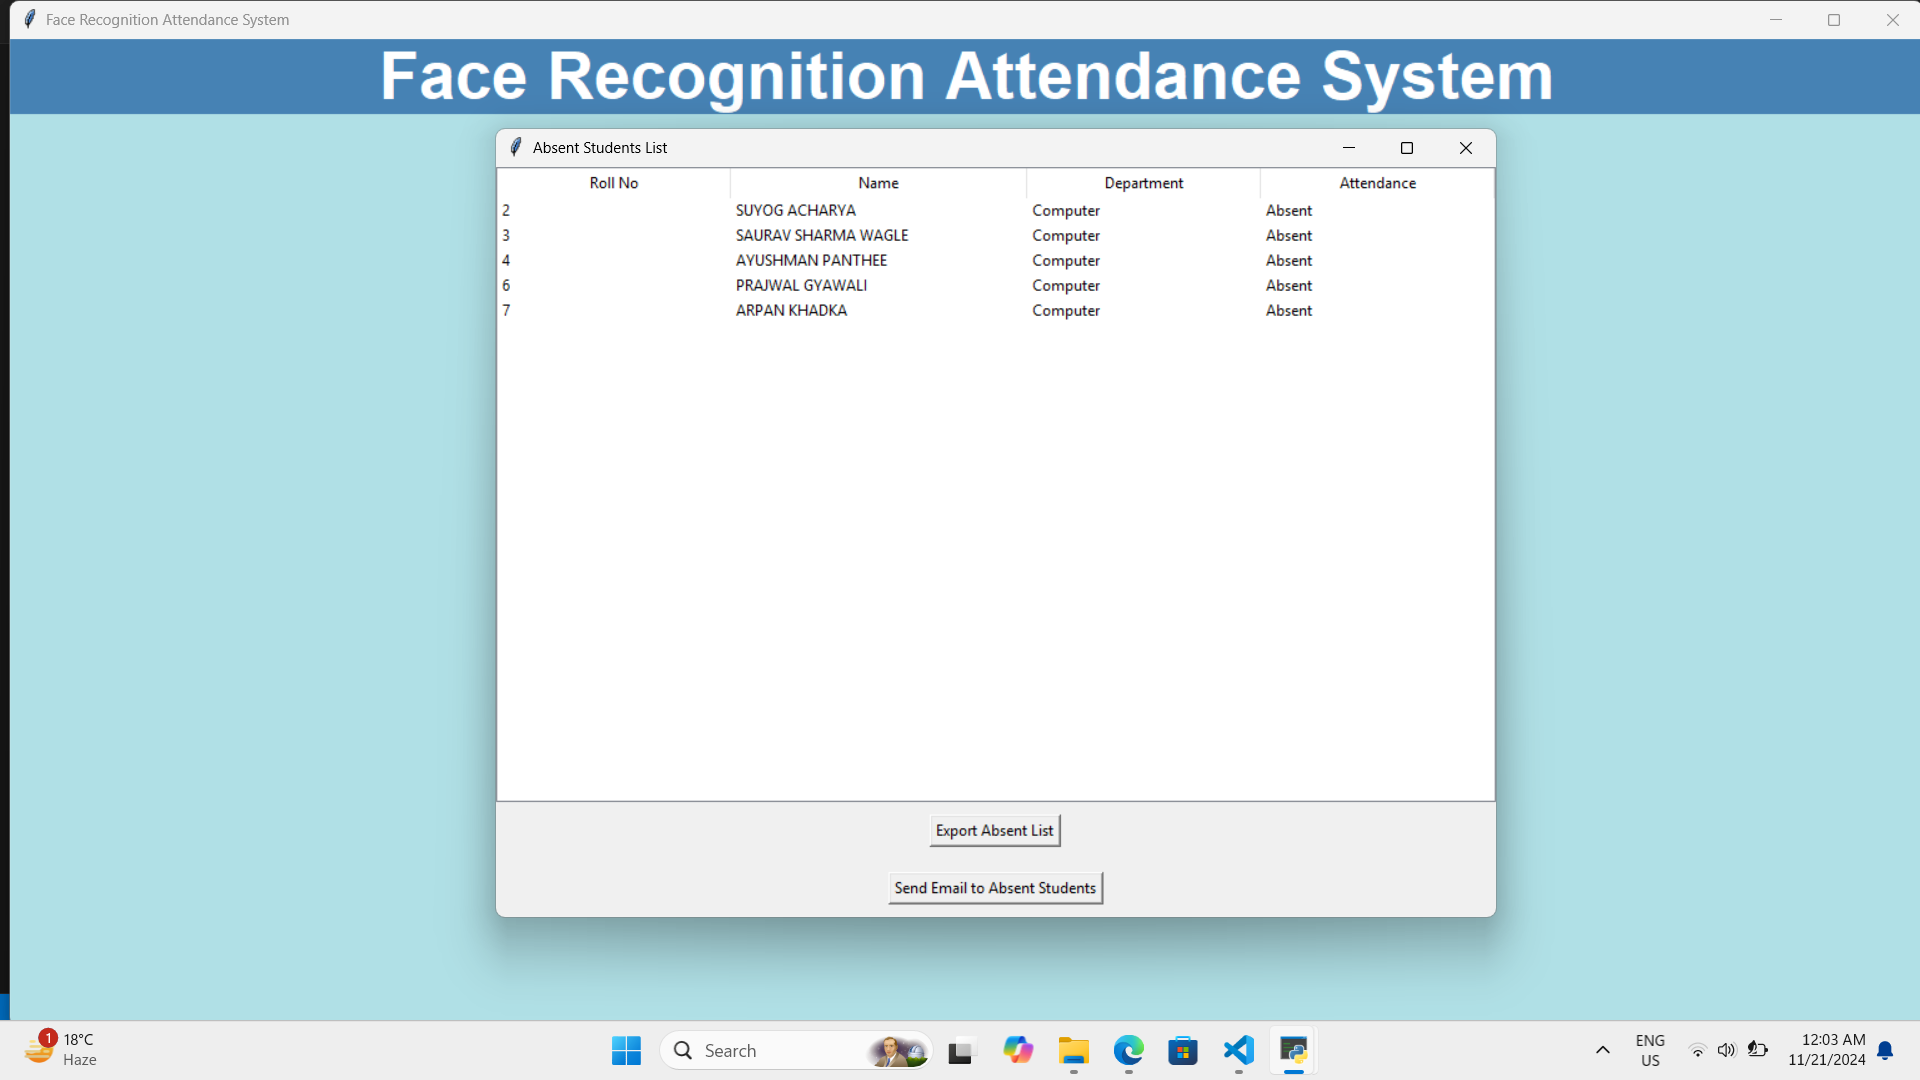 Face Recognition Attendance System
Face Recognition Attendance System
Absent Students List
Roll No Name Department Attendance
2 SUYOG ACHARYA Computer Absent
3 SAURAV SHARMA WAGLE Computer Absent
4 AYUSHMAN PANTHEE Computer Absent
6 PRAJWAL GYAWALI Computer Absent
7 ARPAN KHADKA Computer Absent
Export Absent List
Send Email to Absent Students
1
18°C
Haze
Search
ENG
US
12:03 AM
11/21/2024